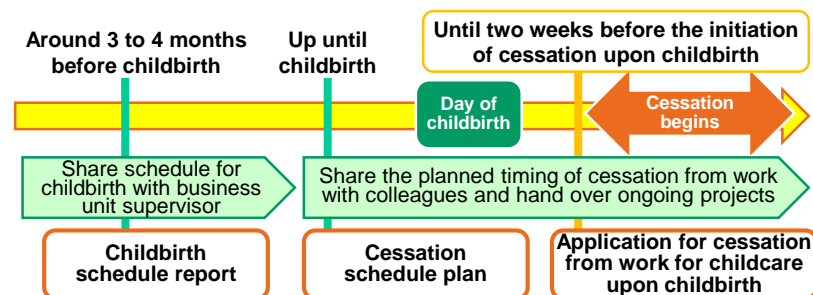 Around 3 to 4 months
before childbirth
Up until
childbirth
Until two weeks before the initiation
of cessation upon childbirth
Day of
childbirth
Cessation
begins
Share schedule for
childbirth with business
unit supervisor
Share the planned timing of cessation from work
with colleagues and hand over ongoing projects
Childbirth
schedule report
Cessation
schedule plan
Application for cessation
from work for childcare
upon childbirth